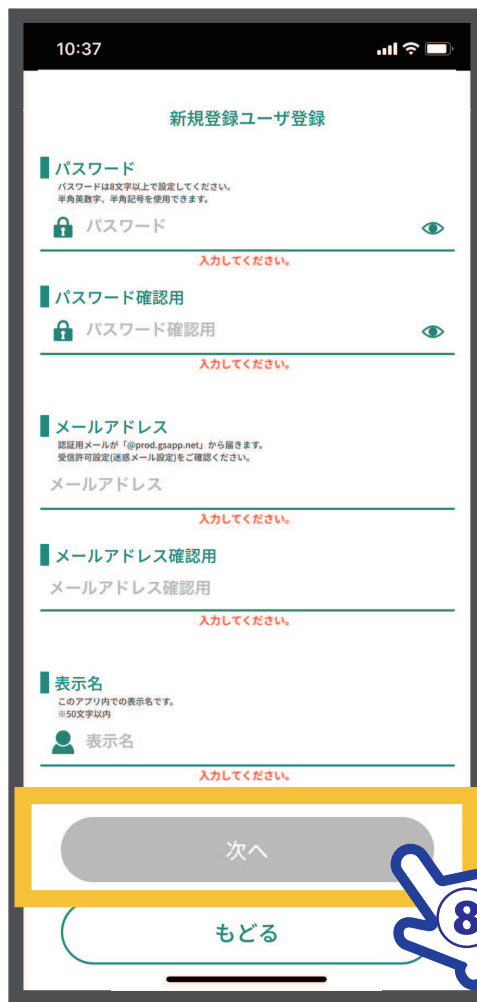 10:37
新規登録ユーザ登録
パスワード
パスワードは8文字以上で設定してください。
半角英数字、半角記号を使用できます。
パスワード
入力してください。
パスワード確認用
パスワード確認用
入力してください。
メールアドレス
認証用メールが「@prod.gsapp.net」から届きます。
受信許可設定(迷惑メール設定)をご確認ください。
メールアドレス
入力してください。
メールアドレス確認用
メールアドレス確認用
入力してください。
表示名
このアプリ内での表示名です。
※50文字以内
表示名
入力してください。
次へ
8
もどる